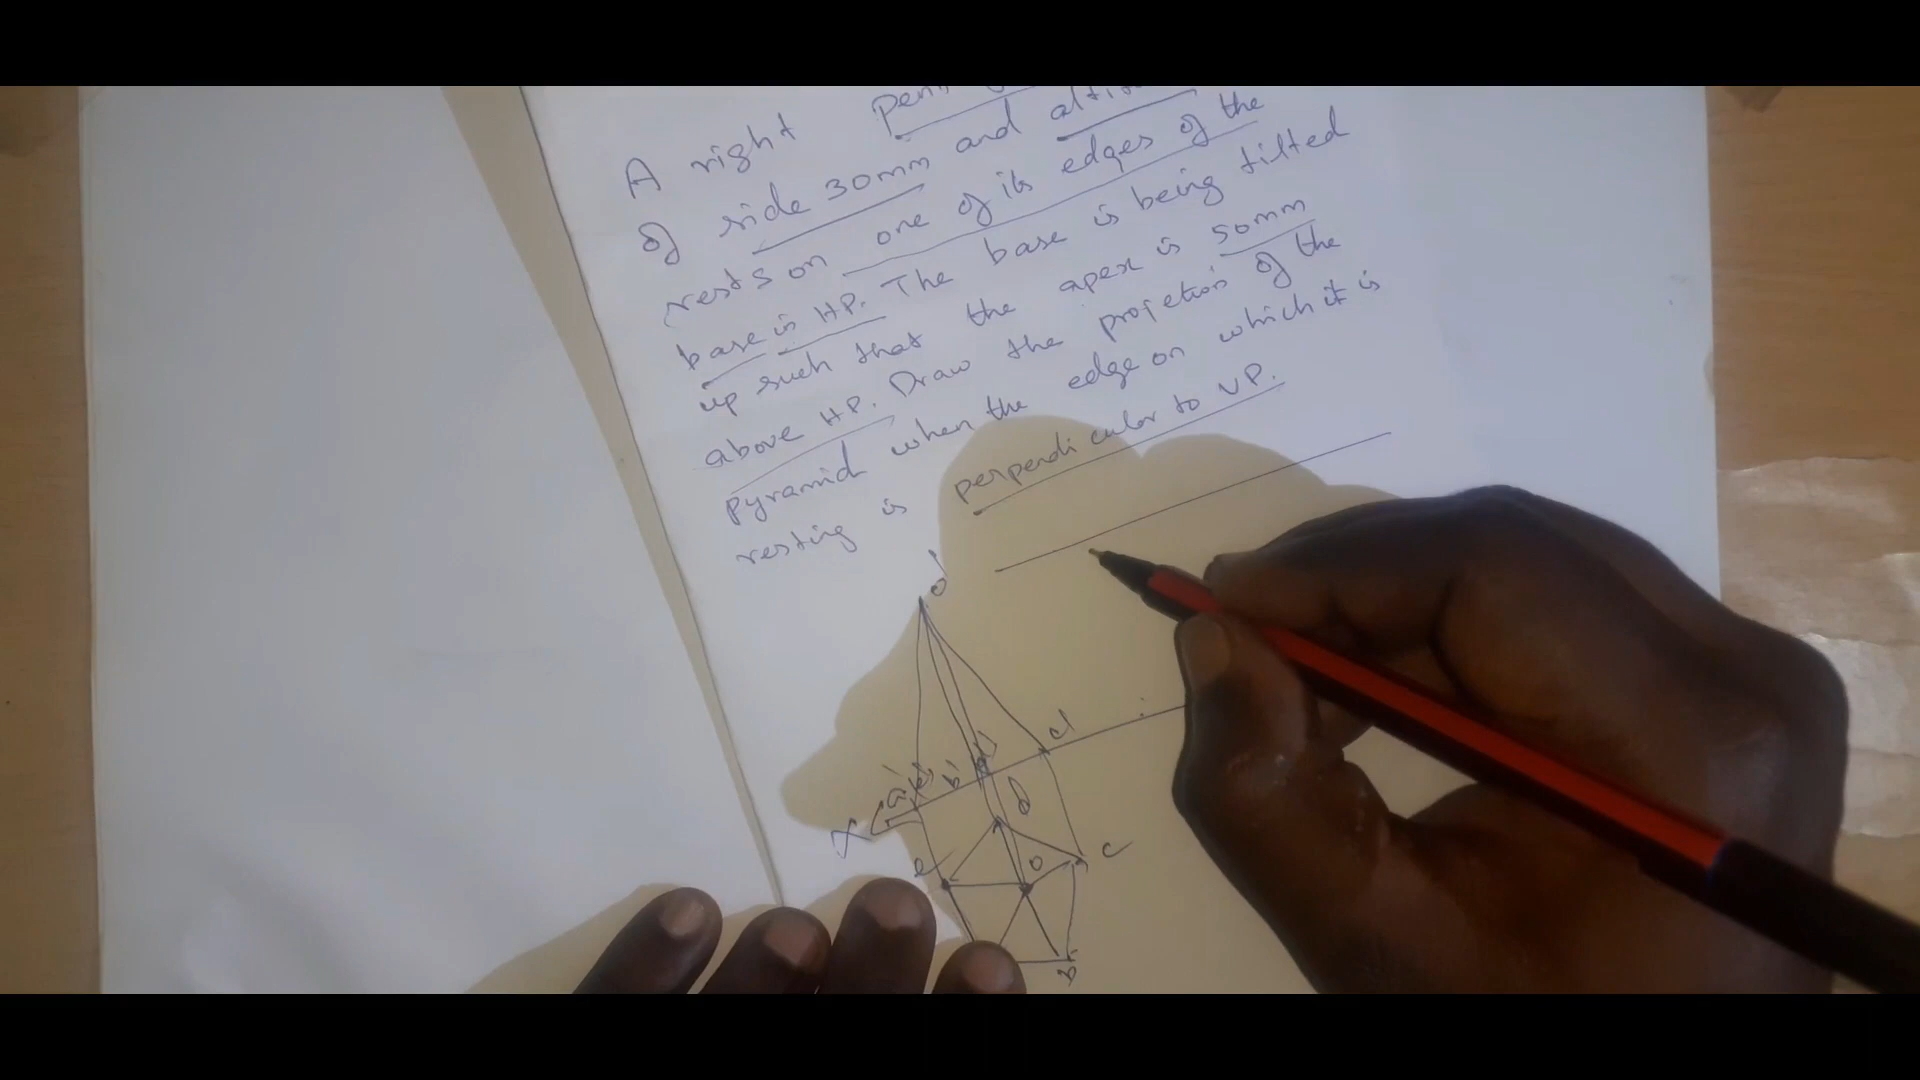 A right
of side 30mm and
rests on one of its edges of the
base is HP. The base is being tilted
up such that the apex is 50mm
above HP. Draw the projetion of the
pyramid when the edge on which it is
resting is perpendicular to VP.
o'
d
a' e' b'
x
d
e o c
b